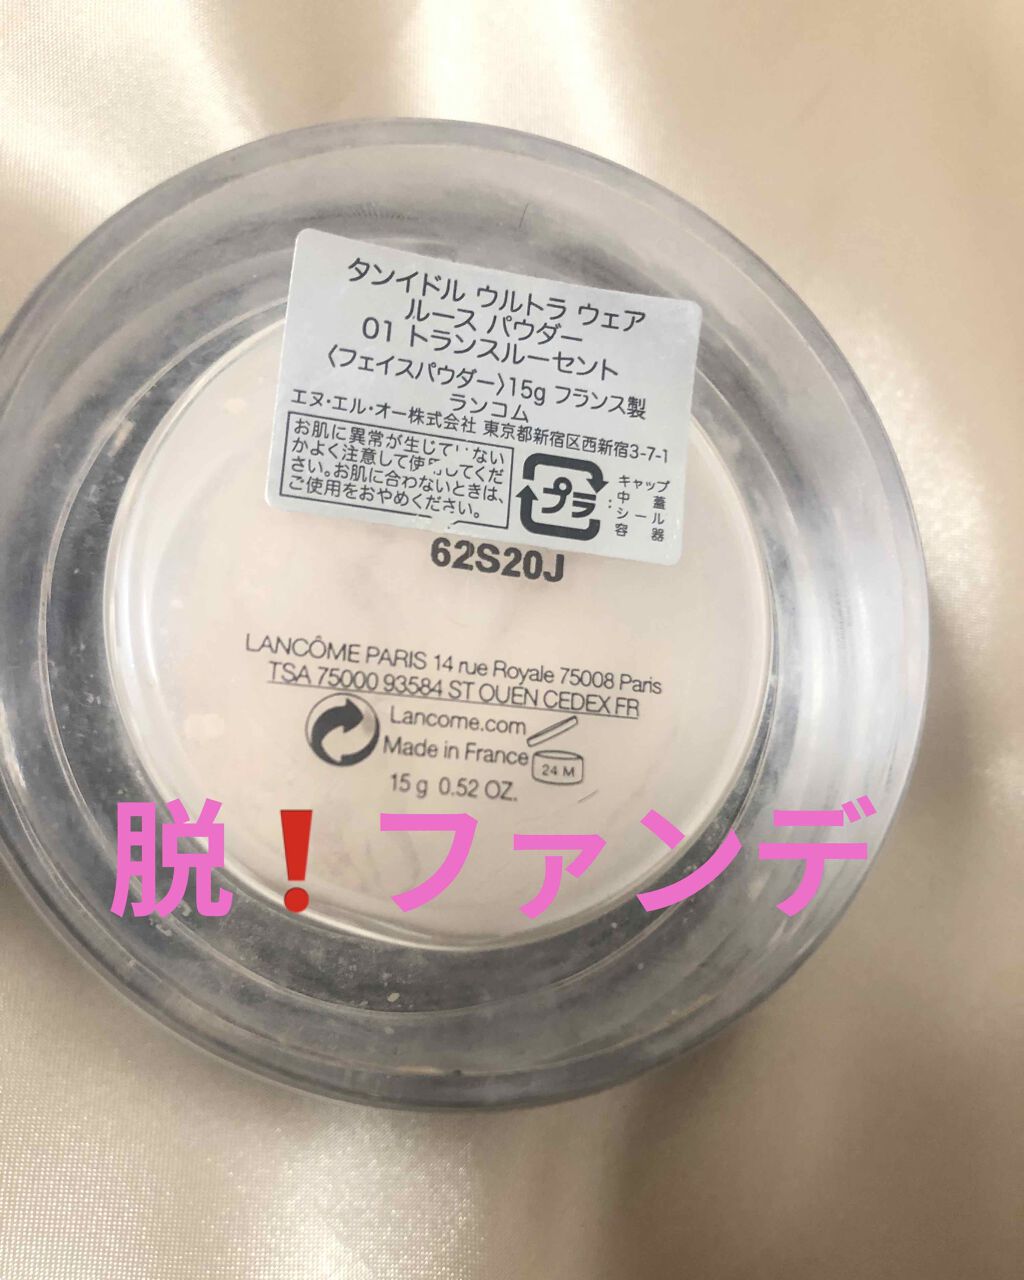 タンイドル ウルトラ ウェア
ルース パウダー
01 トランスルーセント
〈フェイスパウダー〉15g フランス製
ランコム
エヌ・エル・オー株式会社 東京都新宿区西新宿3-7-1
お肌に異常が生じていない
かよく注意して使用してくだ
さい。お肌に合わないときは、
ご使用をおやめください。
プラ
キャップ
中蓋
:シール
容器
62S20J
LANCÔME PARIS 14 rue Royale 75008 Paris
TSA 75000 93584 ST OUEN CEDEX FR
Lancome.com
Made in France
24 M
15 g 0.52 OZ.
脱❗ファンデ